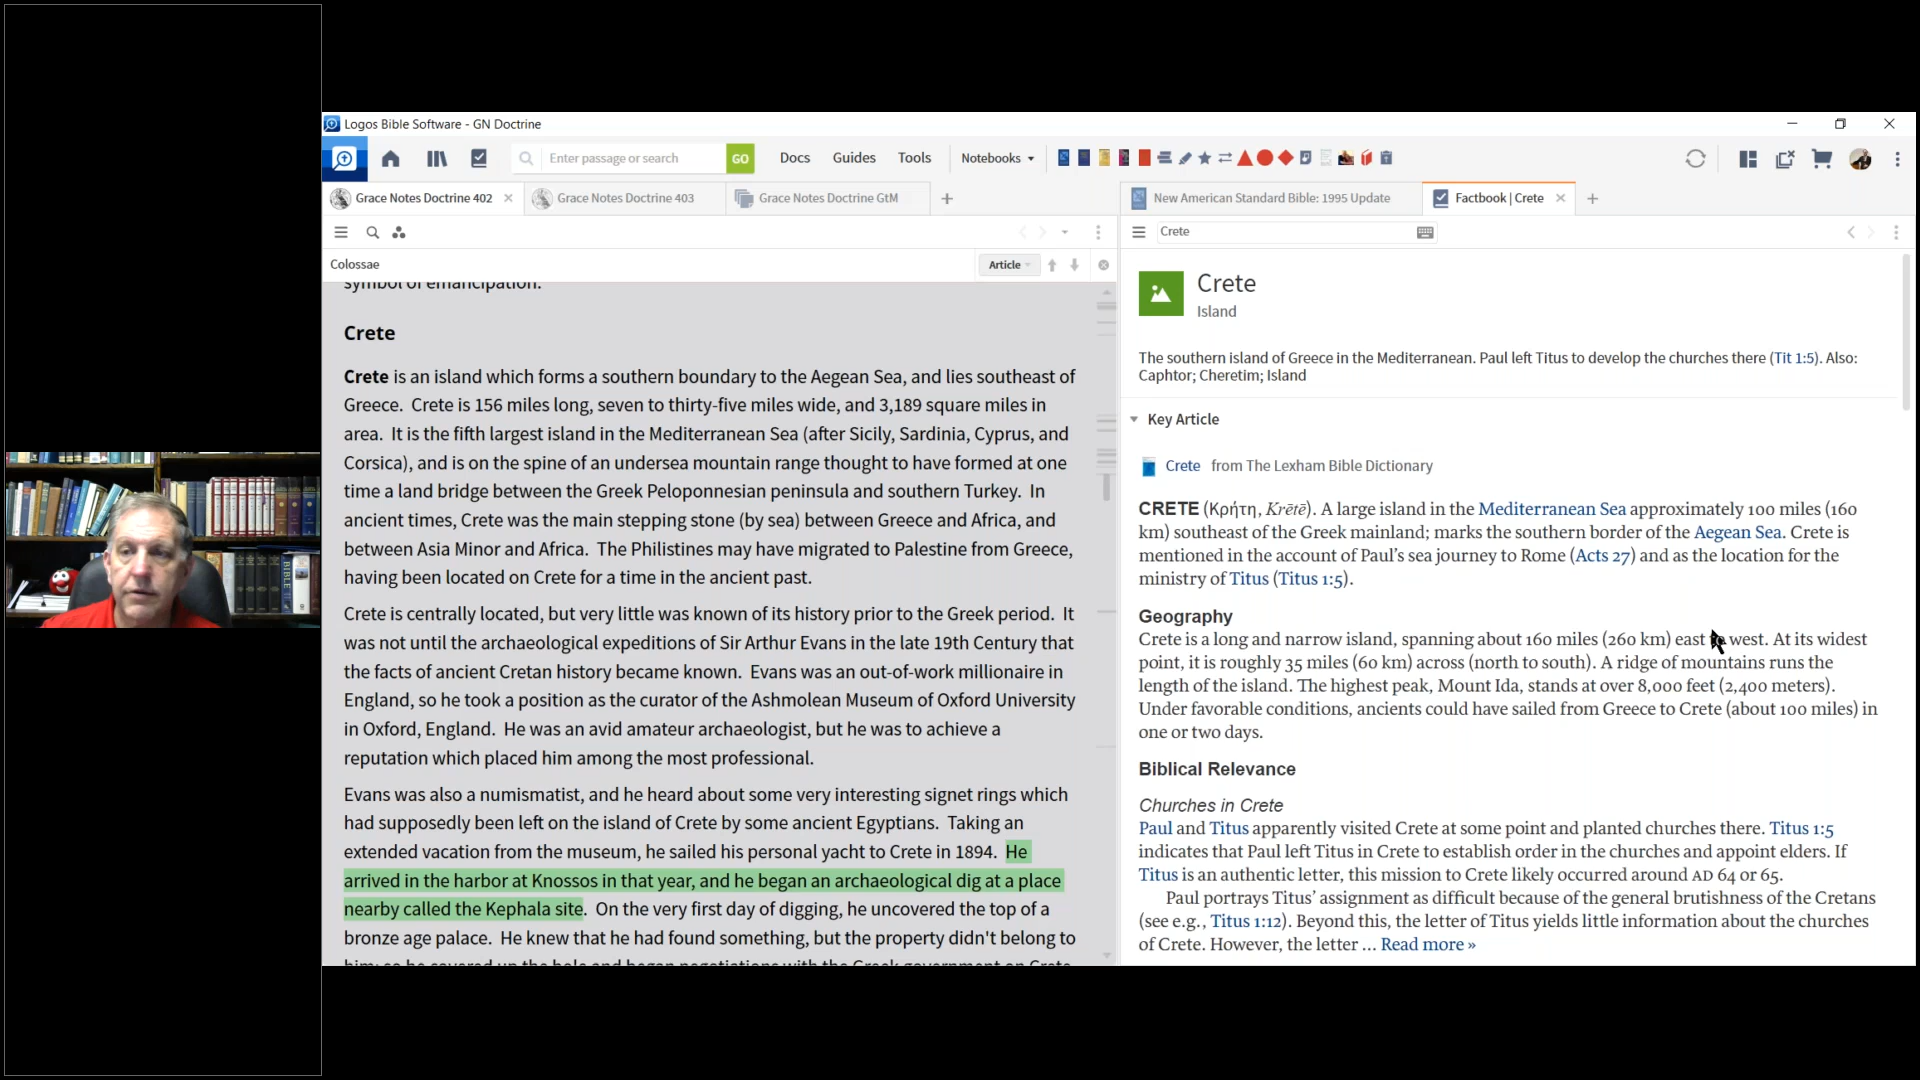 Logos Bible Software - GN Doctrine
Enter passage or search
GO
Docs
Guides
Tools
Notebooks
Grace Notes Doctrine 402
Grace Notes Doctrine 403
Grace Notes Doctrine GtM
New American Standard Bible: 1995 Update
Factbook | Crete
Colossae
Article
symbol of emancipation.
Crete
Crete is an island which forms a southern boundary to the Aegean Sea, and lies southeast of
Greece. Crete is 156 miles long, seven to thirty-five miles wide, and 3,189 square miles in
area. It is the fifth largest island in the Mediterranean Sea (after Sicily, Sardinia, Cyprus, and
Corsica), and is on the spine of an undersea mountain range thought to have formed at one
time a land bridge between the Greek Peloponnesian peninsula and southern Turkey. In
ancient times, Crete was the main stepping stone (by sea) between Greece and Africa, and
between Asia Minor and Africa. The Philistines may have migrated to Palestine from Greece,
having been located on Crete for a time in the ancient past.
Crete is centrally located, but very little was known of its history prior to the Greek period. It
was not until the archaeological expeditions of Sir Arthur Evans in the late 19th Century that
the facts of ancient Cretan history became known. Evans was an out-of-work millionaire in
England, so he took a position as the curator of the Ashmolean Museum of Oxford University
in Oxford, England. He was an avid amateur archaeologist, but he was to achieve a
reputation which placed him among the most professional.
Evans was also a numismatist, and he heard about some very interesting signet rings which
had supposedly been left on the island of Crete by some ancient Egyptians. Taking an
extended vacation from the museum, he sailed his personal yacht to Crete in 1894. He
arrived in the harbor at Knossos in that year, and he began an archaeological dig at a place
nearby called the Kephala site. On the very first day of digging, he uncovered the top of a
bronze age palace. He knew that he had found something, but the property didn't belong to
him; so he covered up the hole and began negotiations with the Greek government on Crete
Crete
Crete
Island
The southern island of Greece in the Mediterranean. Paul left Titus to develop the churches there (Tit 1:5). Also:
Caphtor; Cheretim; Island
Key Article
Crete from The Lexham Bible Dictionary
CRETE (Κρήτη, Krētē). A large island in the Mediterranean Sea approximately 100 miles (160
km) southeast of the Greek mainland; marks the southern border of the Aegean Sea. Crete is
mentioned in the account of Paul's sea journey to Rome (Acts 27) and as the location for the
ministry of Titus (Titus 1:5).
Geography
Crete is a long and narrow island, spanning about 160 miles (260 km) east to west. At its widest
point, it is roughly 35 miles (60 km) across (north to south). A ridge of mountains runs the
length of the island. The highest peak, Mount Ida, stands at over 8,000 feet (2,400 meters).
Under favorable conditions, ancients could have sailed from Greece to Crete (about 100 miles) in
one or two days.
Biblical Relevance
Churches in Crete
Paul and Titus apparently visited Crete at some point and planted churches there. Titus 1:5
indicates that Paul left Titus in Crete to establish order in the churches and appoint elders. If
Titus is an authentic letter, this mission to Crete likely occurred around AD 64 or 65.
Paul portrays Titus' assignment as difficult because of the general brutishness of the Cretans
(see e.g., Titus 1:12). Beyond this, the letter of Titus yields little information about the churches
of Crete. However, the letter ... Read more »
BIBLE